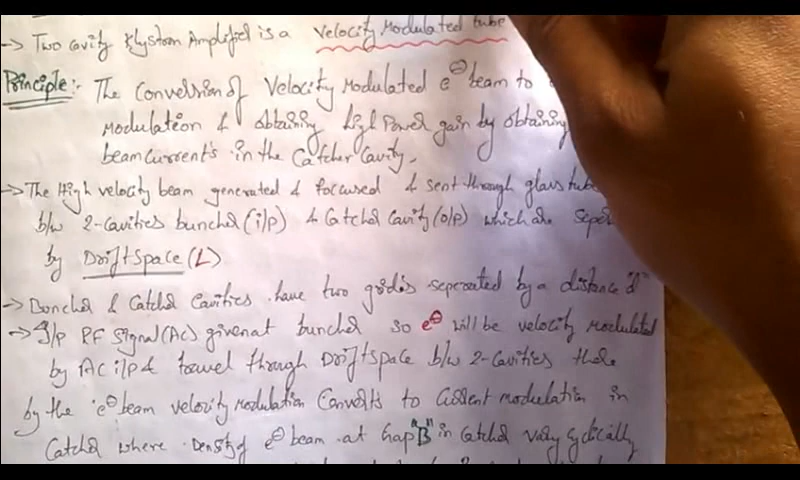 -> Two cavity Klystron Amplified is a Velocity Modulated tube
Principle:- The Conversion of Velocity Modulated e⊖ beam to
Modulation & obtaining high Power gain by obtaining
beam currents in the Catcher Cavity.
-> The High velocity beam generated & focused & sent through glass tube
b/w 2-Cavities buncher (i/p) & Catcher Cavity (o/p) which are seper
by Drift space (L)
-> Buncher & Catcher Cavities have two grids seperated by a distance "d"
-> I/p RF Signal (AC) given at buncher so e⊖ will be velocity modulated
by AC i/p & travel through Drift space b/w 2-Cavities there
by the e⊖ beam velocity Modulation Converts to Current modulation in
Catcher where Density of e⊖ beam at Gap "B" in Catcher vary cyclically